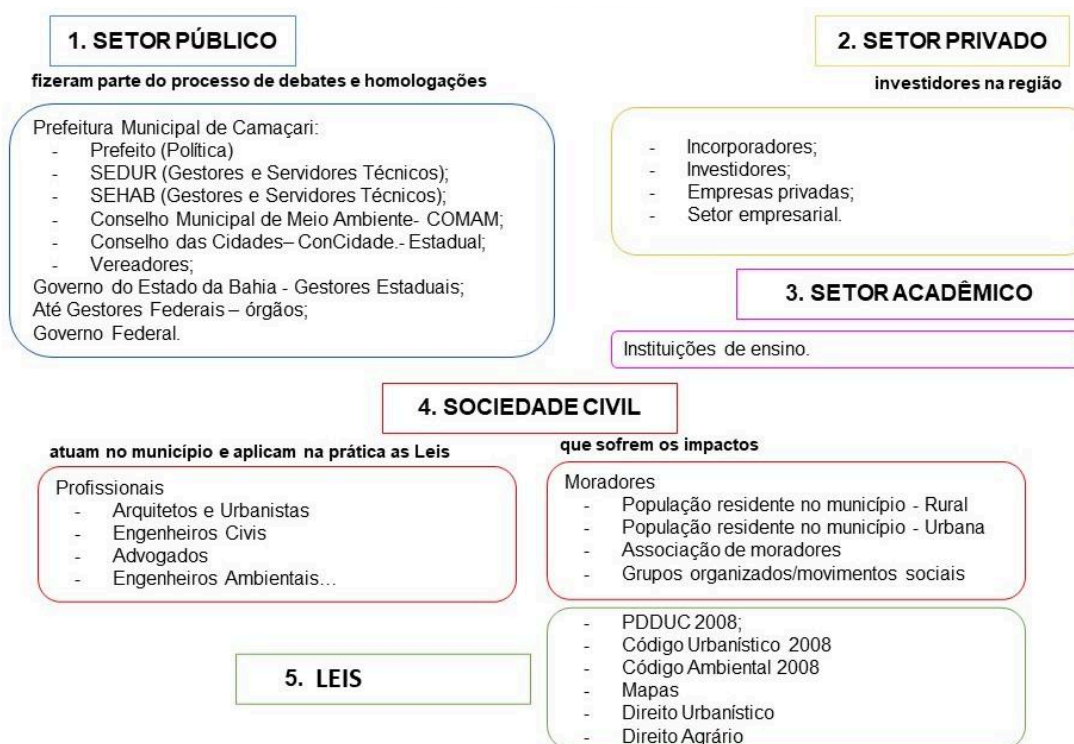 1. SETOR PÚBLICO
fizeram parte do processo de debates e homologações
Prefeitura Municipal de Camaçari:
- Prefeito (Política)
- SEDUR (Gestores e Servidores Técnicos);
- SEHAB (Gestores e Servidores Técnicos);
- Conselho Municipal de Meio Ambiente- COMAM;
- Conselho das Cidades– ConCidade.- Estadual;
- Vereadores;
Governo do Estado da Bahia - Gestores Estaduais;
Até Gestores Federais – órgãos;
Governo Federal.
2. SETOR PRIVADO
investidores na região
- Incorporadores;
- Investidores;
- Empresas privadas;
- Setor empresarial.
3. SETOR ACADÊMICO
Instituições de ensino.
4. SOCIEDADE CIVIL
atuam no município e aplicam na prática as Leis
Profissionais
- Arquitetos e Urbanistas
- Engenheiros Civis
- Advogados
- Engenheiros Ambientais...
que sofrem os impactos
Moradores
- População residente no município - Rural
- População residente no município - Urbana
- Associação de moradores
- Grupos organizados/movimentos sociais
5. LEIS
- PDDUC 2008;
- Código Urbanístico 2008
- Código Ambiental 2008
- Mapas
- Direito Urbanístico
- Direito Agrário